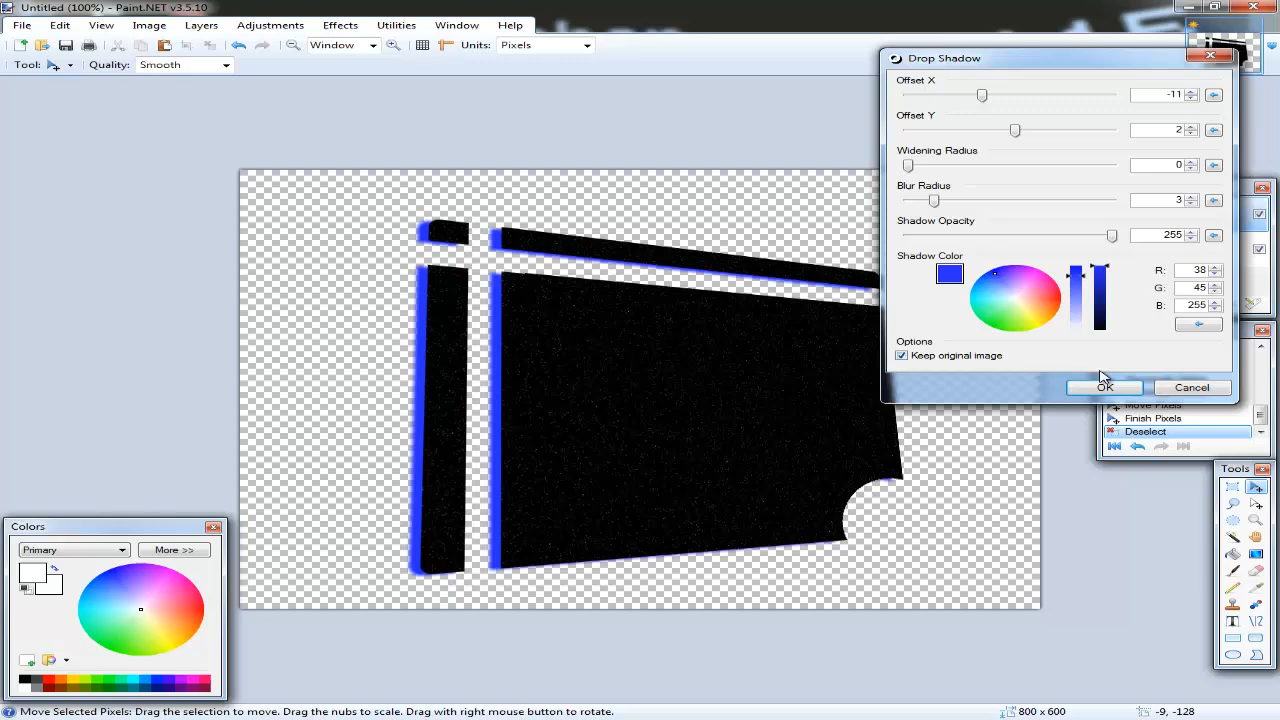 Untitled (100%) - Paint.NET v3.5.10
File Edit View Image Layers Adjustments Effects Utilities Window Help
Window Units: Pixels
Tool: Quality: Smooth
Drop Shadow
Offset X
-11
Offset Y
2
Widening Radius
0
Blur Radius
3
Shadow Opacity
255
Shadow Color
R: 38
G: 45
B: 255
Options
Keep original image
OK Cancel
Finish Pixels
Deselect
Tools
Colors
Primary More >>
Move Selected Pixels: Drag the selection to move. Drag the nubs to scale. Drag with right mouse button to rotate. 800 x 600 -9, -128